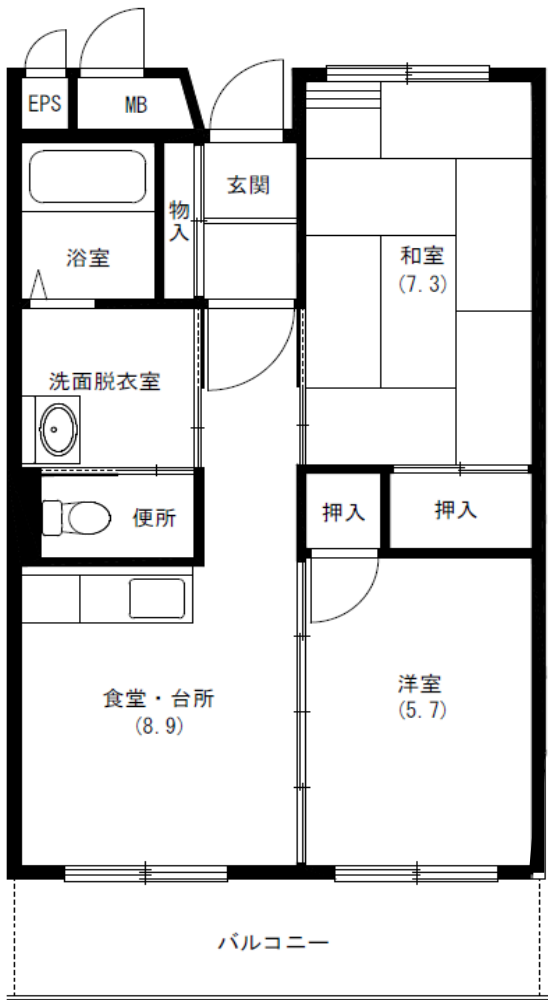 EPS
MB
玄関
物入
浴室
和室
(7.3)
洗面脱衣室
便所
押入
押入
食堂・台所
(8.9)
洋室
(5.7)
バルコニー